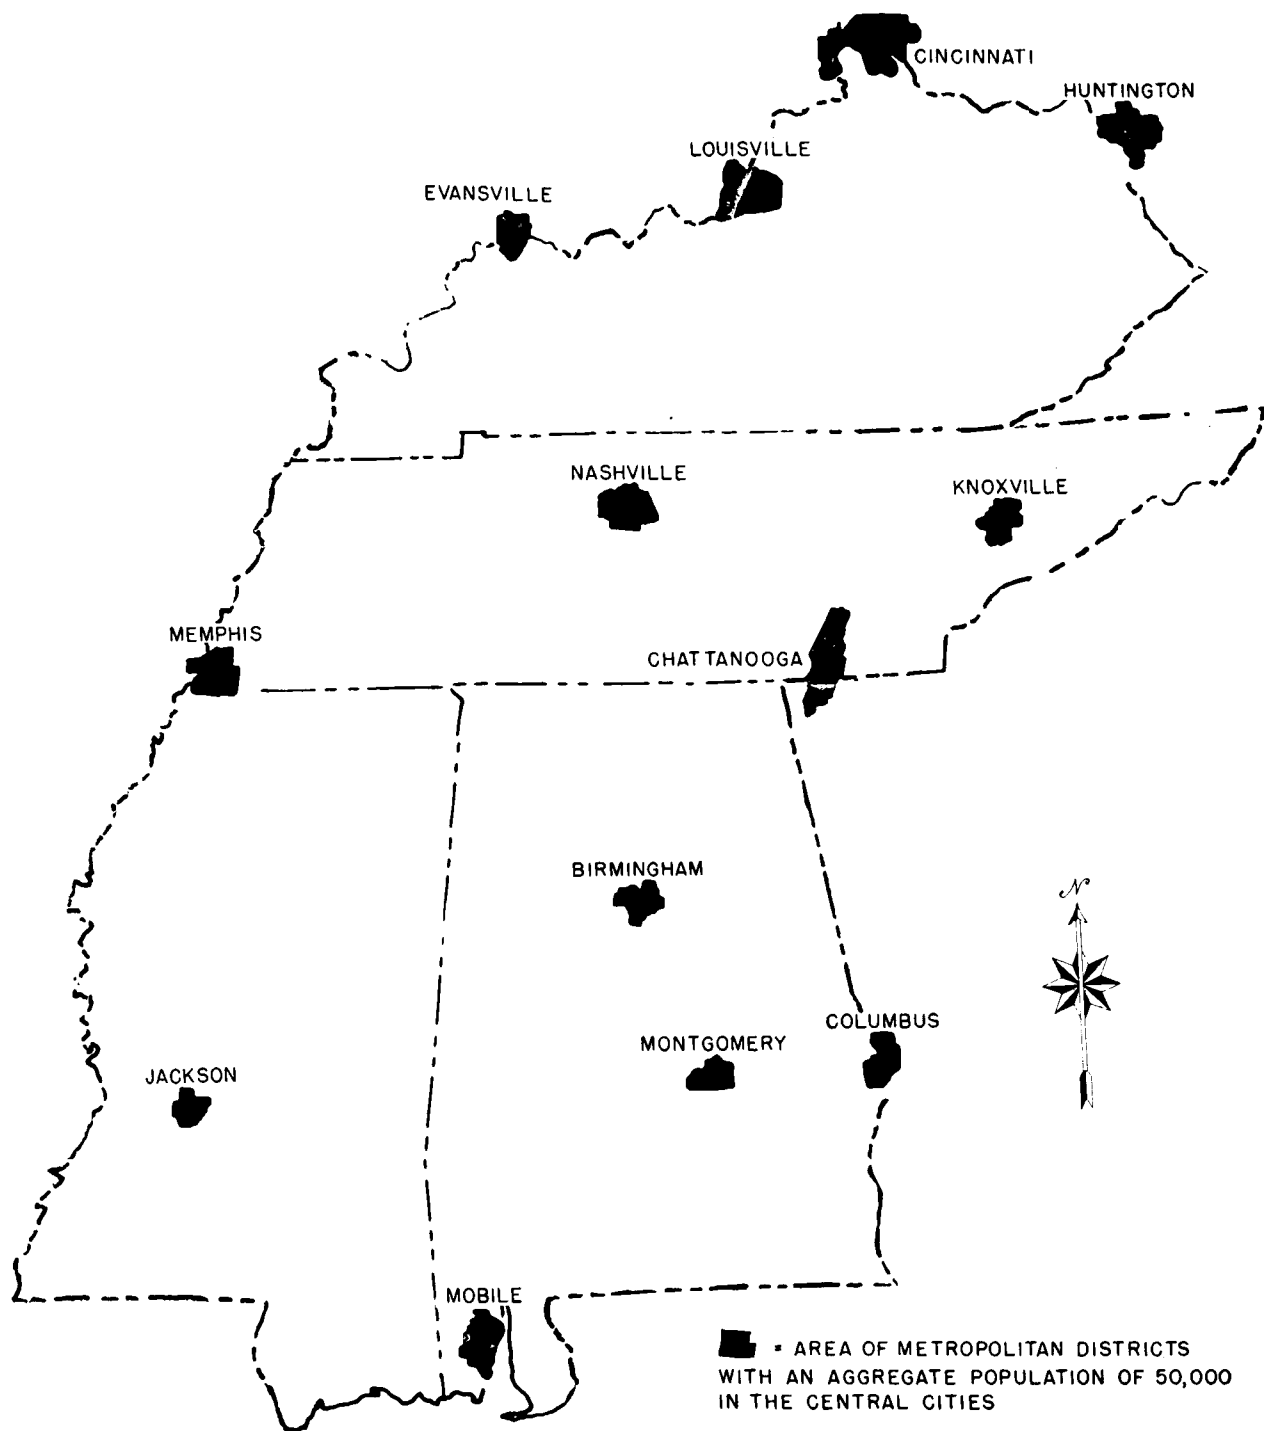 CINCINNATI
HUNTINGTON
LOUISVILLE
EVANSVILLE
NASHVILLE
KNOXVILLE
MEMPHIS
CHATTANOOGA
BIRMINGHAM
N
COLUMBUS
MONTGOMERY
JACKSON
MOBILE
= AREA OF METROPOLITAN DISTRICTS
WITH AN AGGREGATE POPULATION OF 50,000
IN THE CENTRAL CITIES